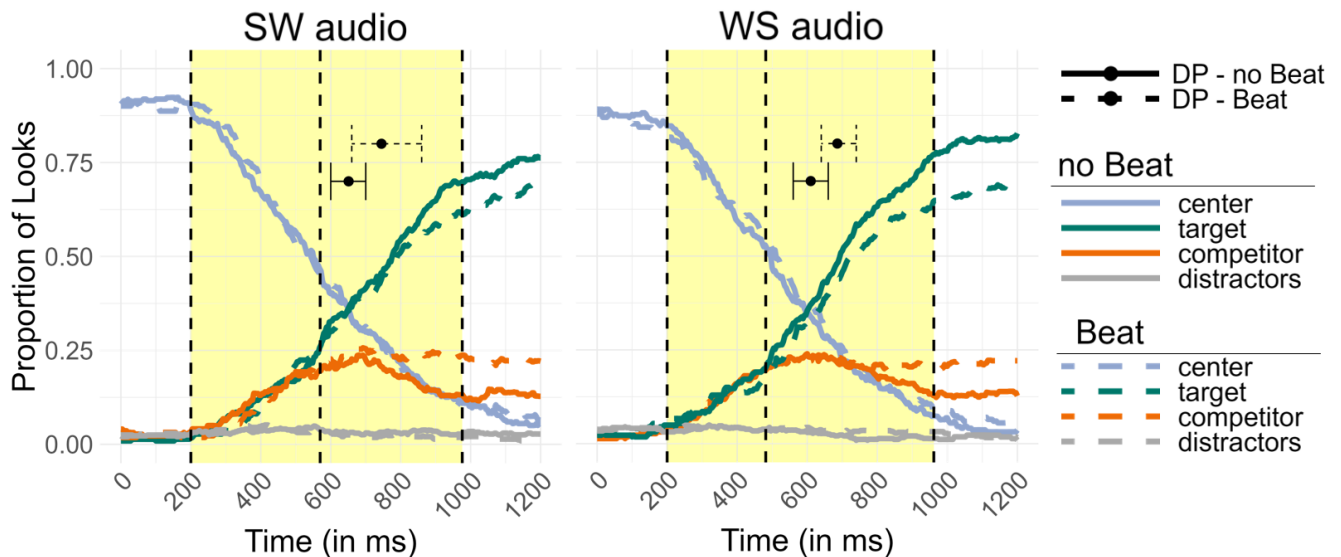 SW audio
WS audio
Proportion of Looks
1.00
0.75
0.50
0.25
0.00
0
200
400
600
800
1000
1200
Time (in ms)
0
200
400
600
800
1000
1200
Time (in ms)
DP - no Beat
DP - Beat
no Beat
center
target
competitor
distractors
Beat
center
target
competitor
distractors